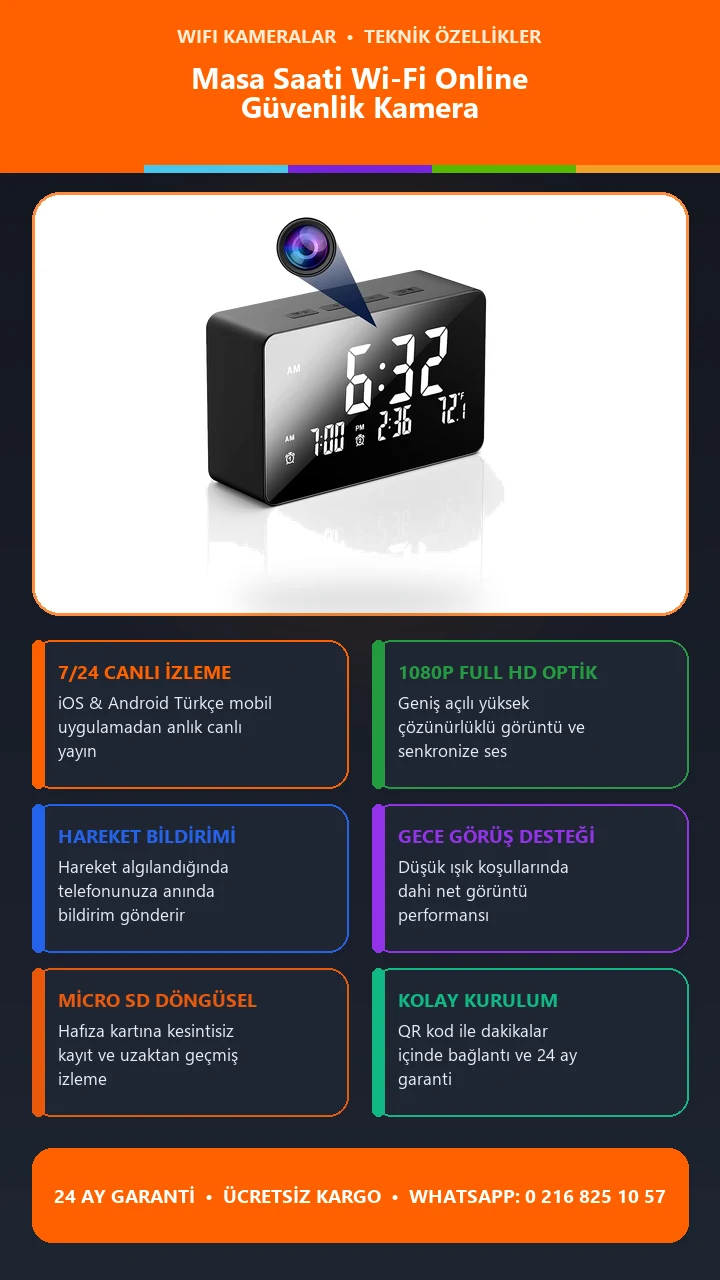 WIFI KAMERALAR • TEKNİK ÖZELLİKLER
Masa Saati Wi-Fi Online
Güvenlik Kamera
AM
6:32
AM
7:00
PM
2:36
72.1°F
7/24 CANLI İZLEME
iOS & Android Türkçe mobil
uygulamadan anlık canlı
yayın
1080P FULL HD OPTİK
Geniş açılı yüksek
çözünürlüklü görüntü ve
senkronize ses
HAREKET BİLDİRİMİ
Hareket algılandığında
telefonunuza anında
bildirim gönderir
GECE GÖRÜŞ DESTEĞİ
Düşük ışık koşullarında
dahi net görüntü
performansı
MİCRO SD DÖNGÜSEL
Hafıza kartına kesintisiz
kayıt ve uzaktan geçmiş
izleme
KOLAY KURULUM
QR kod ile dakikalar
içinde bağlantı ve 24 ay
garanti
24 AY GARANTİ • ÜCRETSİZ KARGO • WHATSAPP: 0 216 825 10 57